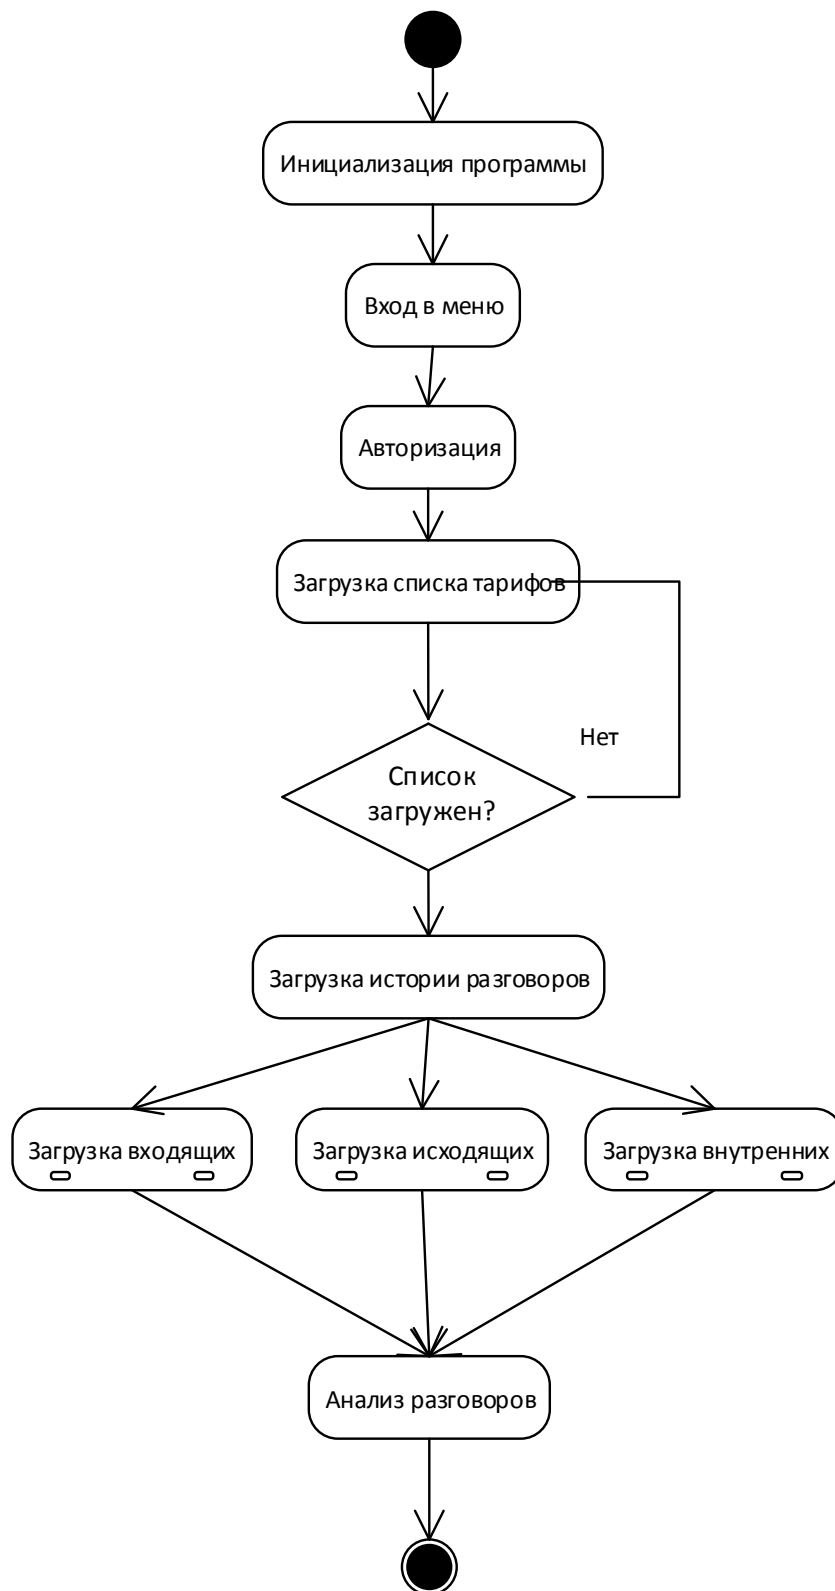 Инициализация программы
Вход в меню
Авторизация
Загрузка списка тарифов
Нет
Список
загружен?
Загрузка истории разговоров
Загрузка входящих
Загрузка исходящих
Загрузка внутренних
Анализ разговоров